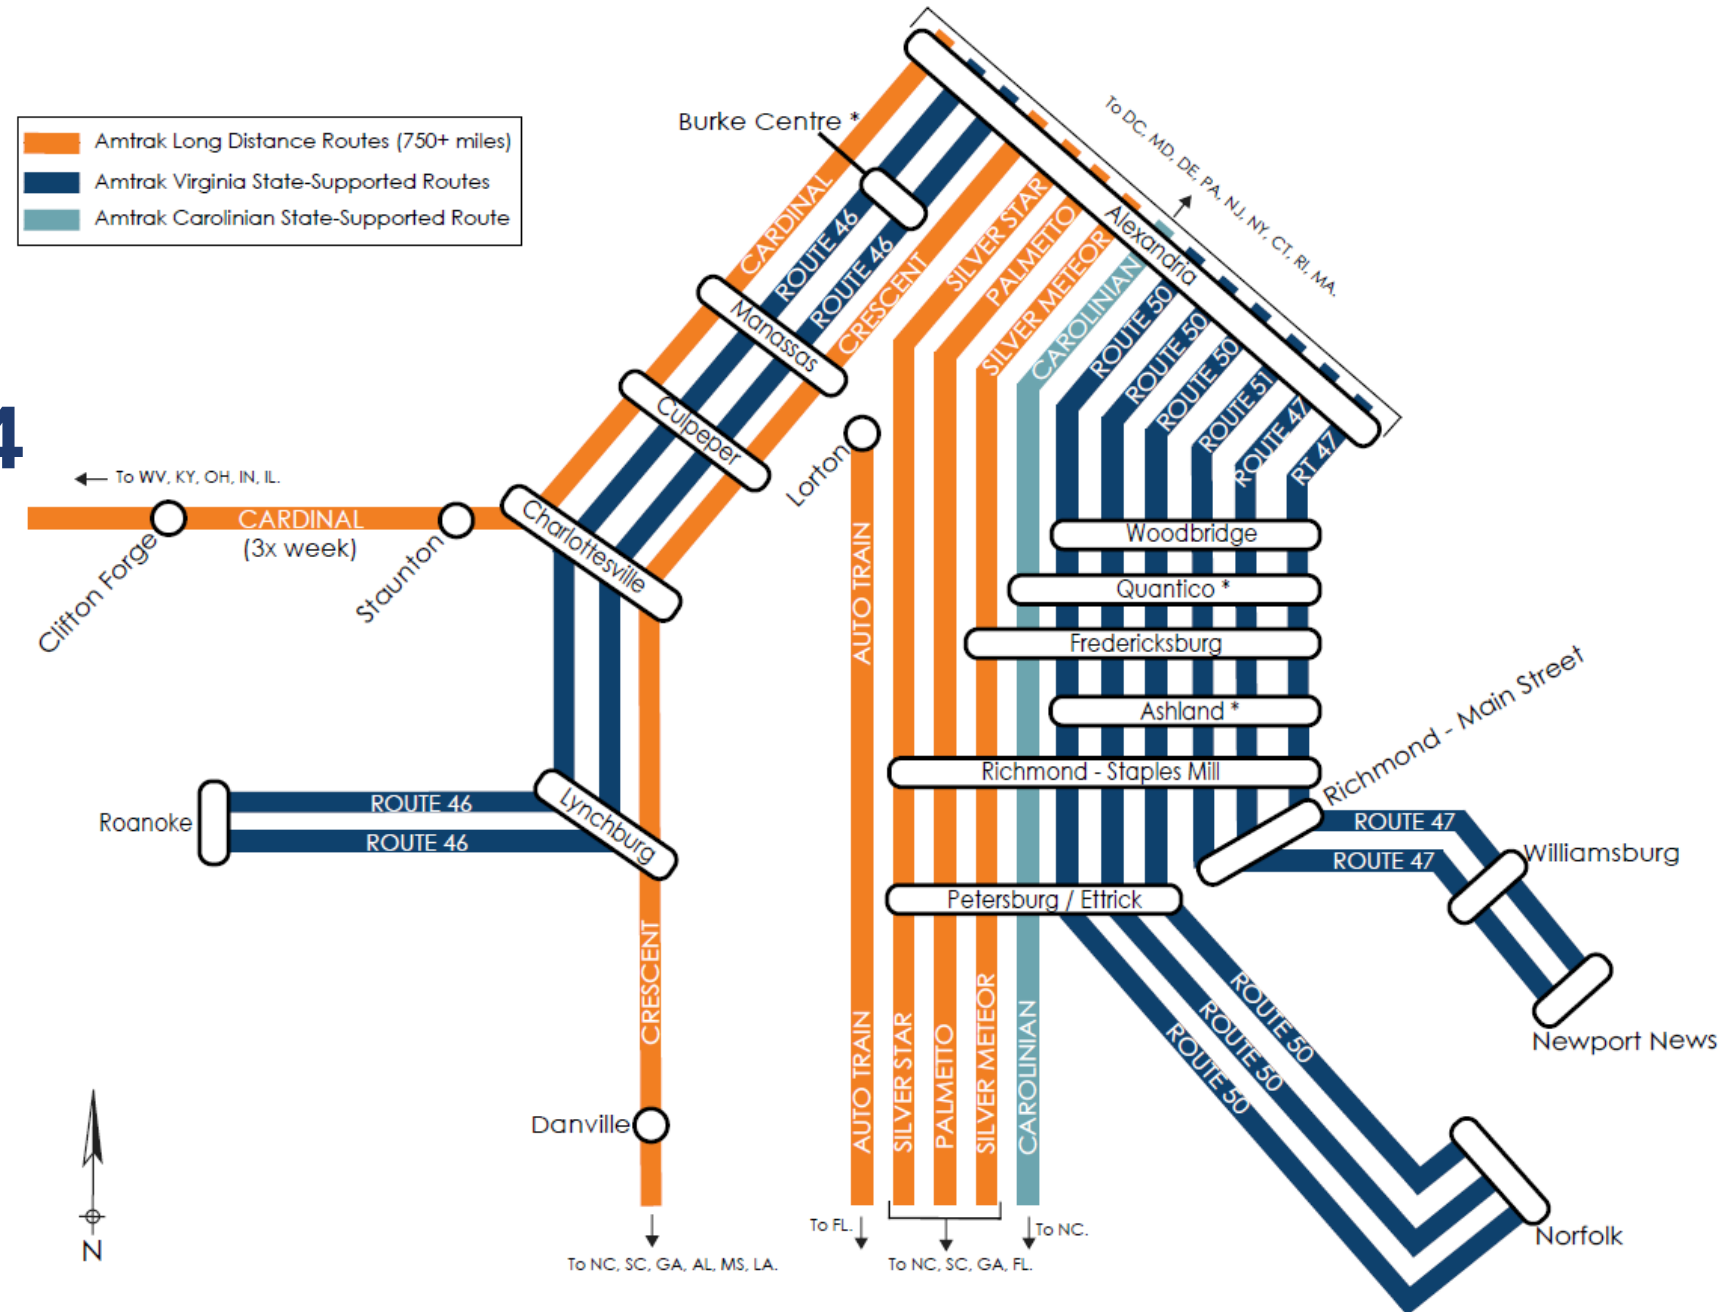 Amtrak Long Distance Routes (750+ miles)
Amtrak Virginia State-Supported Routes
Amtrak Carolinian State-Supported Route
4
Burke Centre *
To DC, MD, DE, PA, NJ, NY, CT, RI, MA.
Alexandria
CARDINAL
ROUTE 46
ROUTE 46
CRESCENT
SILVER STAR
PALMETTO
SILVER METEOR
CAROLINIAN
ROUTE 50
ROUTE 50
ROUTE 50
ROUTE 51
ROUTE 47
RT 47
Manassas
Culpeper
Lorton
To WV, KY, OH, IN, IL.
CARDINAL
(3x week)
Clifton Forge
Staunton
Charlottesville
AUTO TRAIN
Woodbridge
Quantico *
Fredericksburg
Ashland *
Richmond - Staples Mill
Richmond - Main Street
Roanoke
ROUTE 46
ROUTE 46
Lynchburg
ROUTE 47
ROUTE 47
Williamsburg
Newport News
Petersburg / Ettrick
CRESCENT
AUTO TRAIN
SILVER STAR
PALMETTO
SILVER METEOR
CAROLINIAN
ROUTE 50
ROUTE 50
ROUTE 50
Danville
Norfolk
N
To FL.
To NC.
To NC, SC, GA, AL, MS, LA.
To NC, SC, GA, FL.